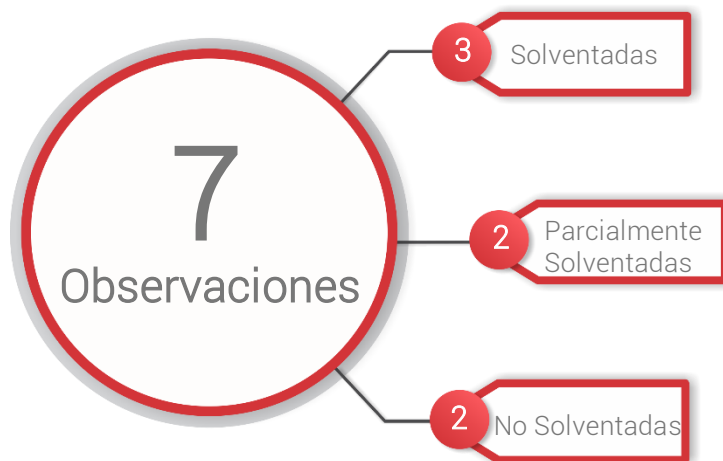 7
Observaciones
3
Solventadas
2
Parcialmente
Solventadas
2
No Solventadas